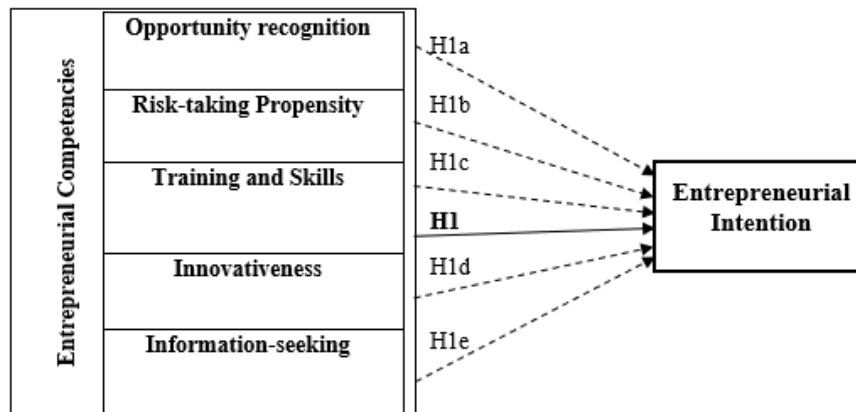 Entrepreneurial Competencies
Opportunity recognition
Risk-taking Propensity
Training and Skills
Innovativeness
Information-seeking
H1a
H1b
H1c
H1
H1d
H1e
Entrepreneurial
Intention